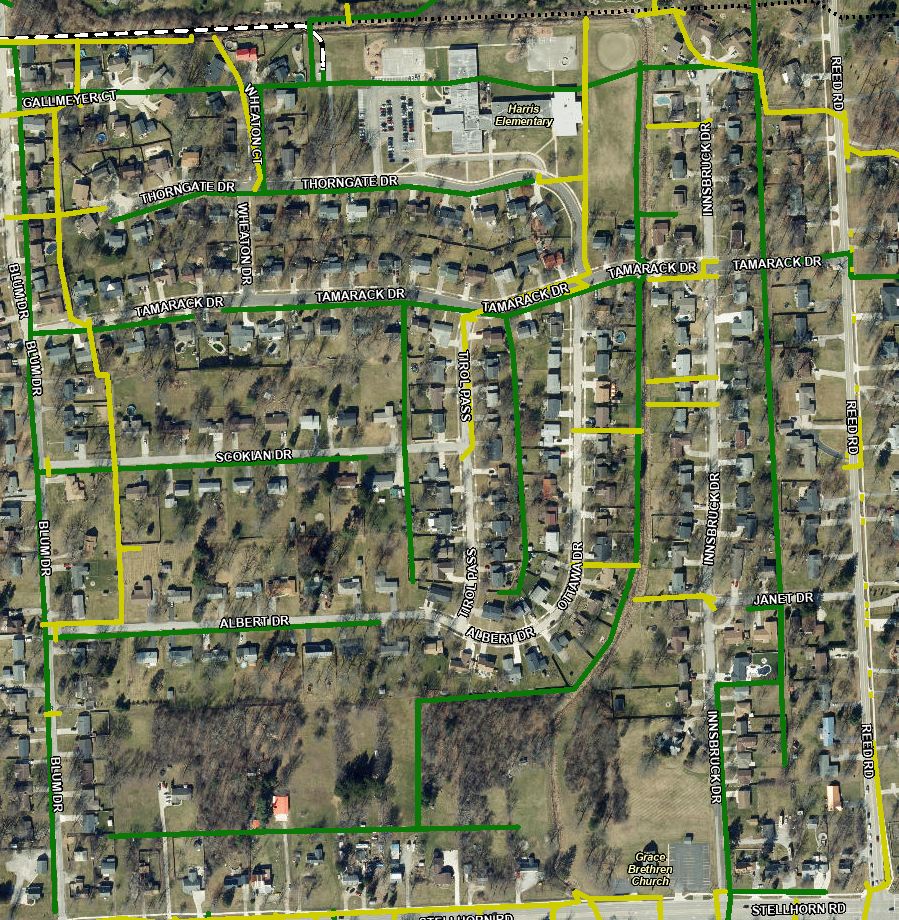 REED RD
GALLMEYER CT
WHEATON CT
Harris
Elementary
INNSBRUCK DR
THORNGATE DR
THORNGATE DR
WHEATON DR
BLUM DR
TAMARACK DR
TAMARACK DR
TAMARACK DR
TAMARACK DR
TAMARACK DR
BLUM DR
TIROL PASS
REED RD
SCOKIAN DR
INNSBRUCK DR
BLUM DR
TIROL PASS
OTTAWA DR
JANET DR
ALBERT DR
ALBERT DR
BLUM DR
INNSBRUCK DR
REED RD
Grace
Brethren
Church
STELLHORN RD
STELLHORN RD